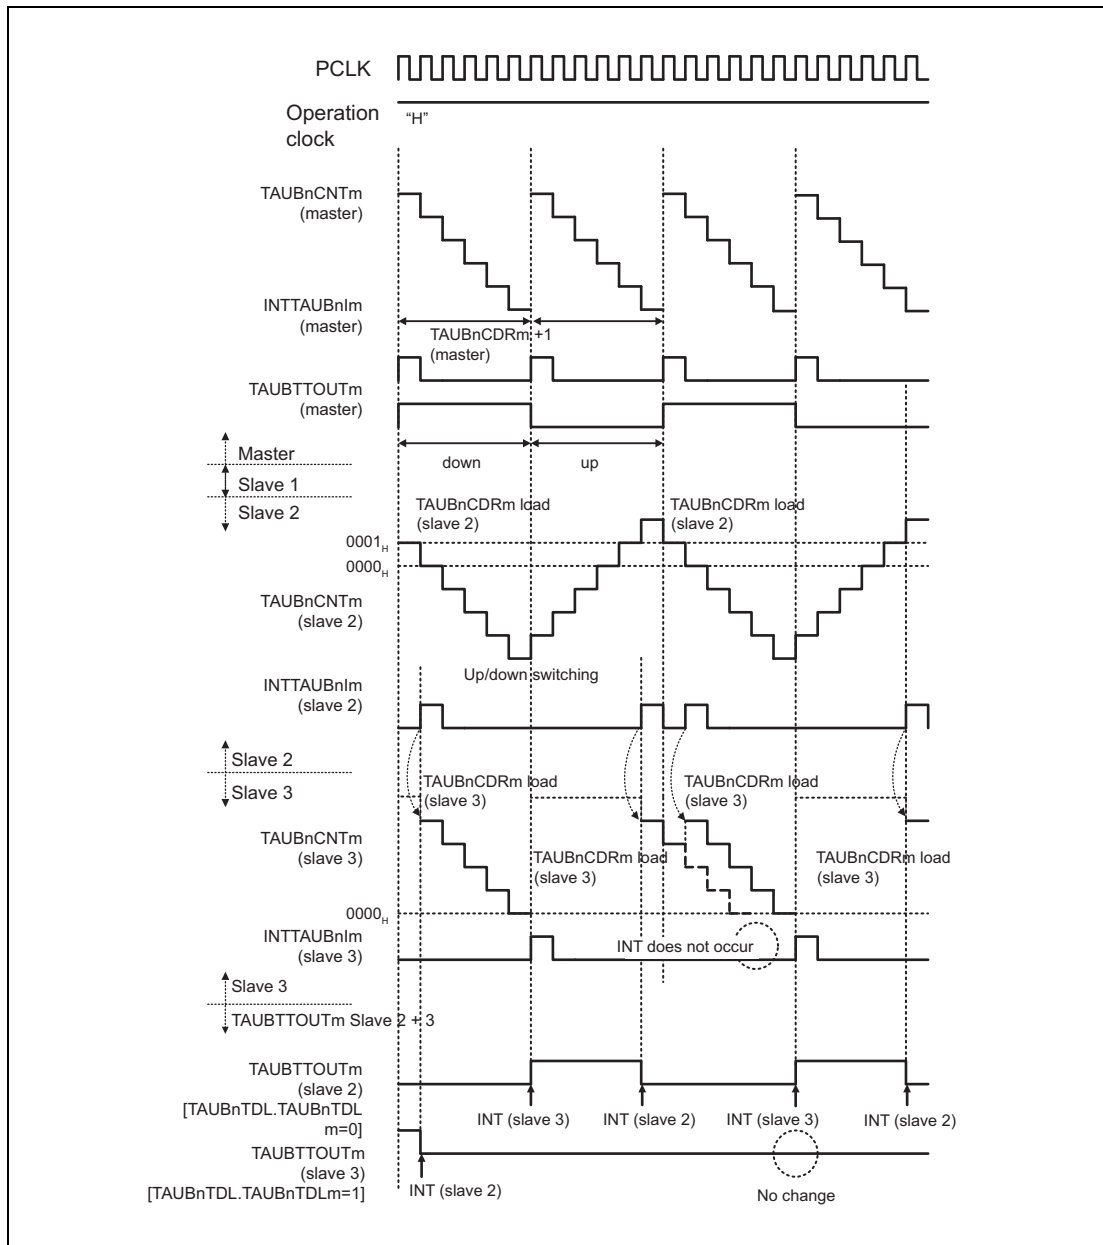 PCLK
Operation
clock
“H”
TAUBnCNTm
(master)
INTTAUBnIm
(master)
TAUBnCDRm +1
(master)
TAUBTTOUTm
(master)
Master
down
up
Slave 1
Slave 2
TAUBnCDRm load
(slave 2)
TAUBnCDRm load
(slave 2)
0001H
0000H
TAUBnCNTm
(slave 2)
Up/down switching
INTTAUBnIm
(slave 2)
Slave 2
Slave 3
TAUBnCDRm load
(slave 3)
TAUBnCDRm load
(slave 3)
TAUBnCNTm
(slave 3)
TAUBnCDRm load
(slave 3)
TAUBnCDRm load
(slave 3)
0000H
INTTAUBnIm
(slave 3)
INT does not occur
Slave 3
TAUBTTOUTm Slave 2 + 3
TAUBTTOUTm
(slave 2)
[TAUBnTDL.TAUBnTDL
m=0]
INT (slave 3)
INT (slave 2)
INT (slave 3)
INT (slave 2)
TAUBTTOUTm
(slave 3)
[TAUBnTDL.TAUBnTDLm=1]
INT (slave 2)
No change